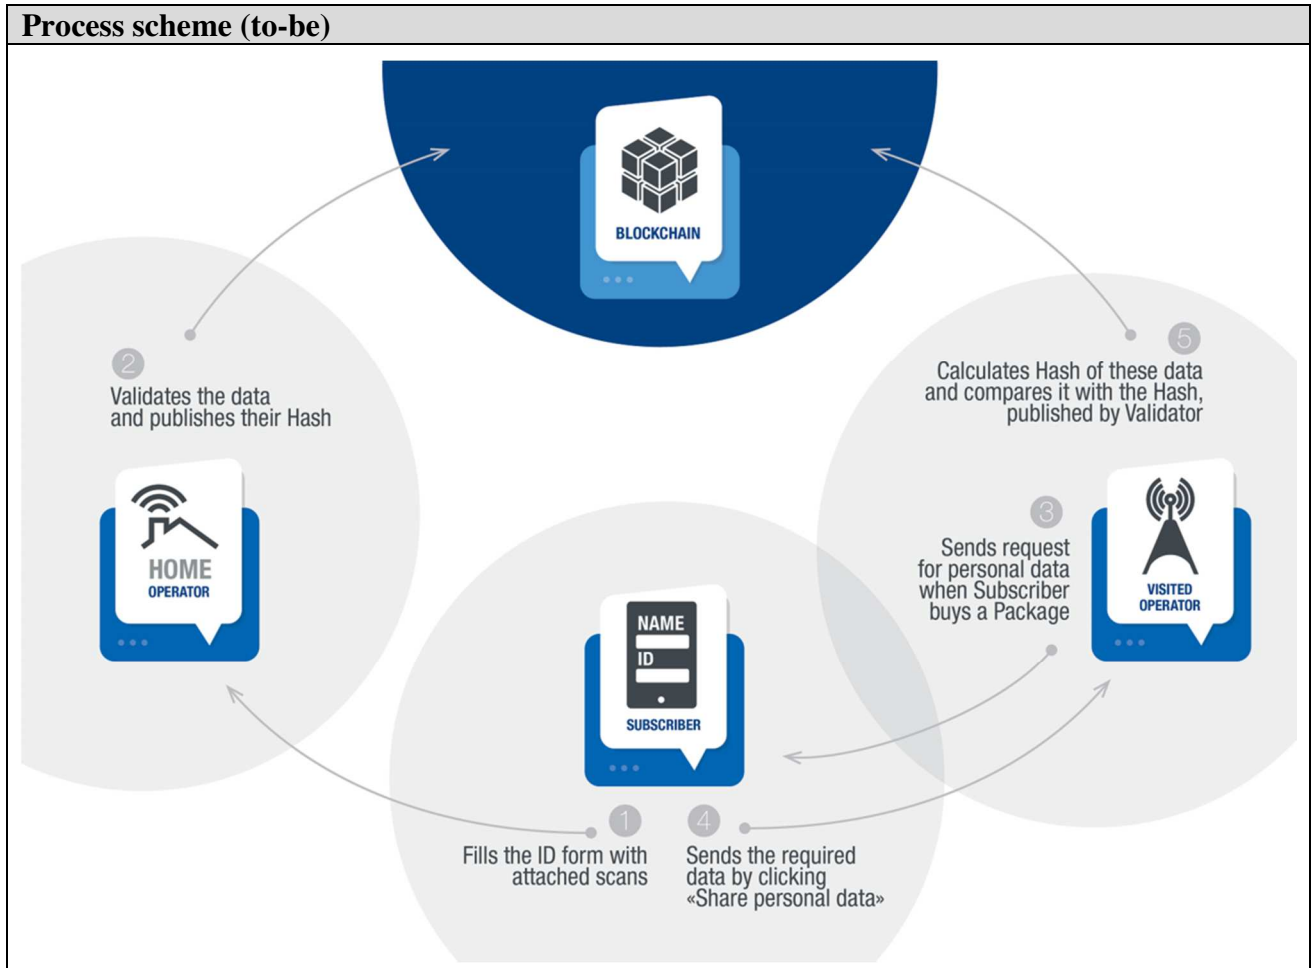 Process scheme (to-be)
BLOCKCHAIN
2
Validates the data
and publishes their Hash
HOME
OPERATOR
5
Calculates Hash of these data
and compares it with the Hash,
published by Validator
3
Sends request
for personal data
when Subscriber
buys a Package
VISITED
OPERATOR
NAME
ID
SUBSCRIBER
1
Fills the ID form with
attached scans
4
Sends the required
data by clicking
«Share personal data»